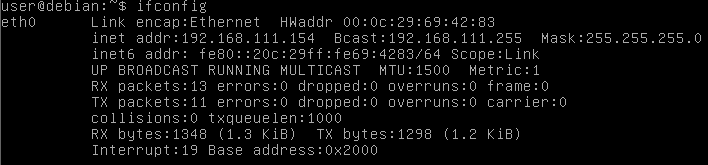 user@debian:~$ ifconfig
eth0      Link encap:Ethernet  HWaddr 00:0c:29:69:42:83
          inet addr:192.168.111.154  Bcast:192.168.111.255  Mask:255.255.255.0
          inet6 addr: fe80::20c:29ff:fe69:4283/64 Scope:Link
          UP BROADCAST RUNNING MULTICAST  MTU:1500  Metric:1
          RX packets:13 errors:0 dropped:0 overruns:0 frame:0
          TX packets:11 errors:0 dropped:0 overruns:0 carrier:0
          collisions:0 txqueuelen:1000
          RX bytes:1348 (1.3 KiB)  TX bytes:1298 (1.2 KiB)
          Interrupt:19 Base address:0x2000